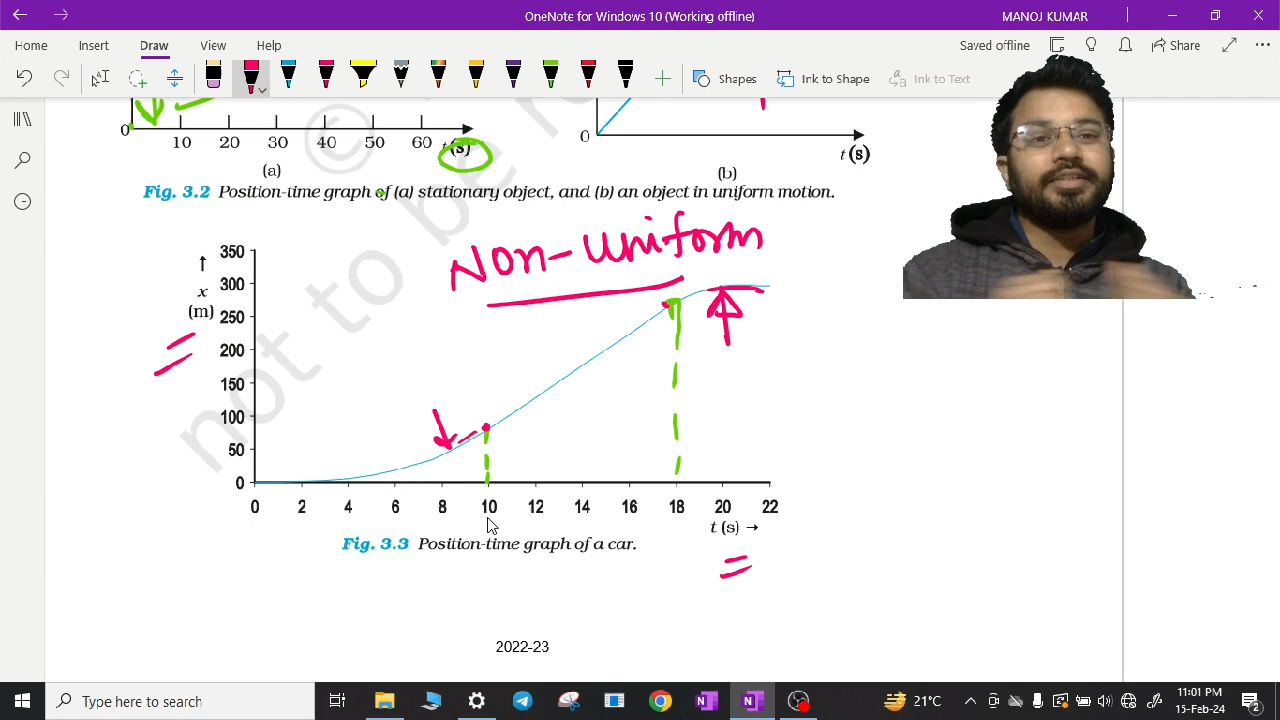 OneNote for Windows 10 (Working offline)
MANOJ KUMAR
Home Insert Draw View Help
Saved offline
Share
Shapes
Ink to Shape
Ink to Text
0
10 20 30 40 50 60 t (s)
(a)
0
t (s)
(b)
Fig. 3.2 Position-time graph of (a) stationary object, and (b) an object in uniform motion.
Non-uniform
350
300
x
(m)
250
200
150
100
50
0
0 2 4 6 8 10 12 14 16 18 20 22
t (s) →
Fig. 3.3 Position-time graph of a car.
© 
not to be r
2022-23
Type here to search
21°C
11:01 PM
15-Feb-24
2